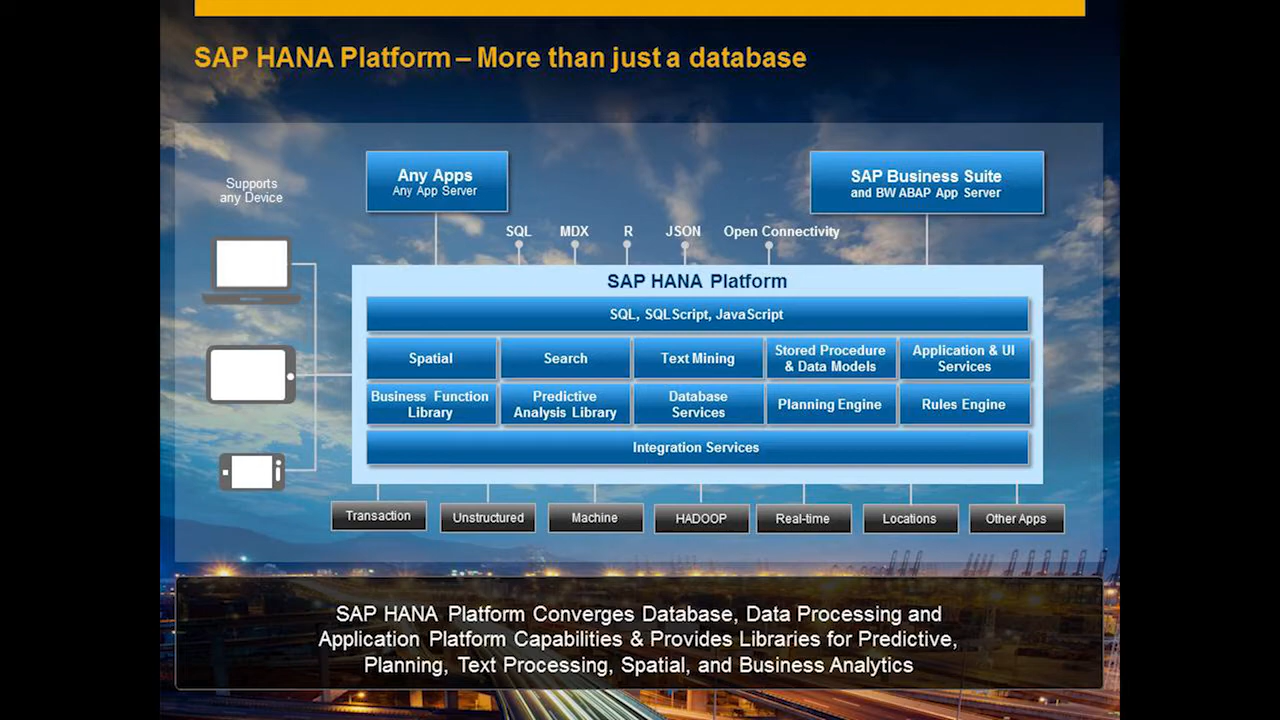 SAP HANA Platform – More than just a database
Supports
any Device
Any Apps
Any App Server
SAP Business Suite
and BW ABAP App Server
SQL
MDX
R
JSON
Open Connectivity
SAP HANA Platform
SQL, SQLScript, JavaScript
Spatial
Search
Text Mining
Stored Procedure
& Data Models
Application & UI
Services
Business Function
Library
Predictive
Analysis Library
Database
Services
Planning Engine
Rules Engine
Integration Services
Transaction
Unstructured
Machine
HADOOP
Real-time
Locations
Other Apps
SAP HANA Platform Converges Database, Data Processing and
Application Platform Capabilities & Provides Libraries for Predictive,
Planning, Text Processing, Spatial, and Business Analytics